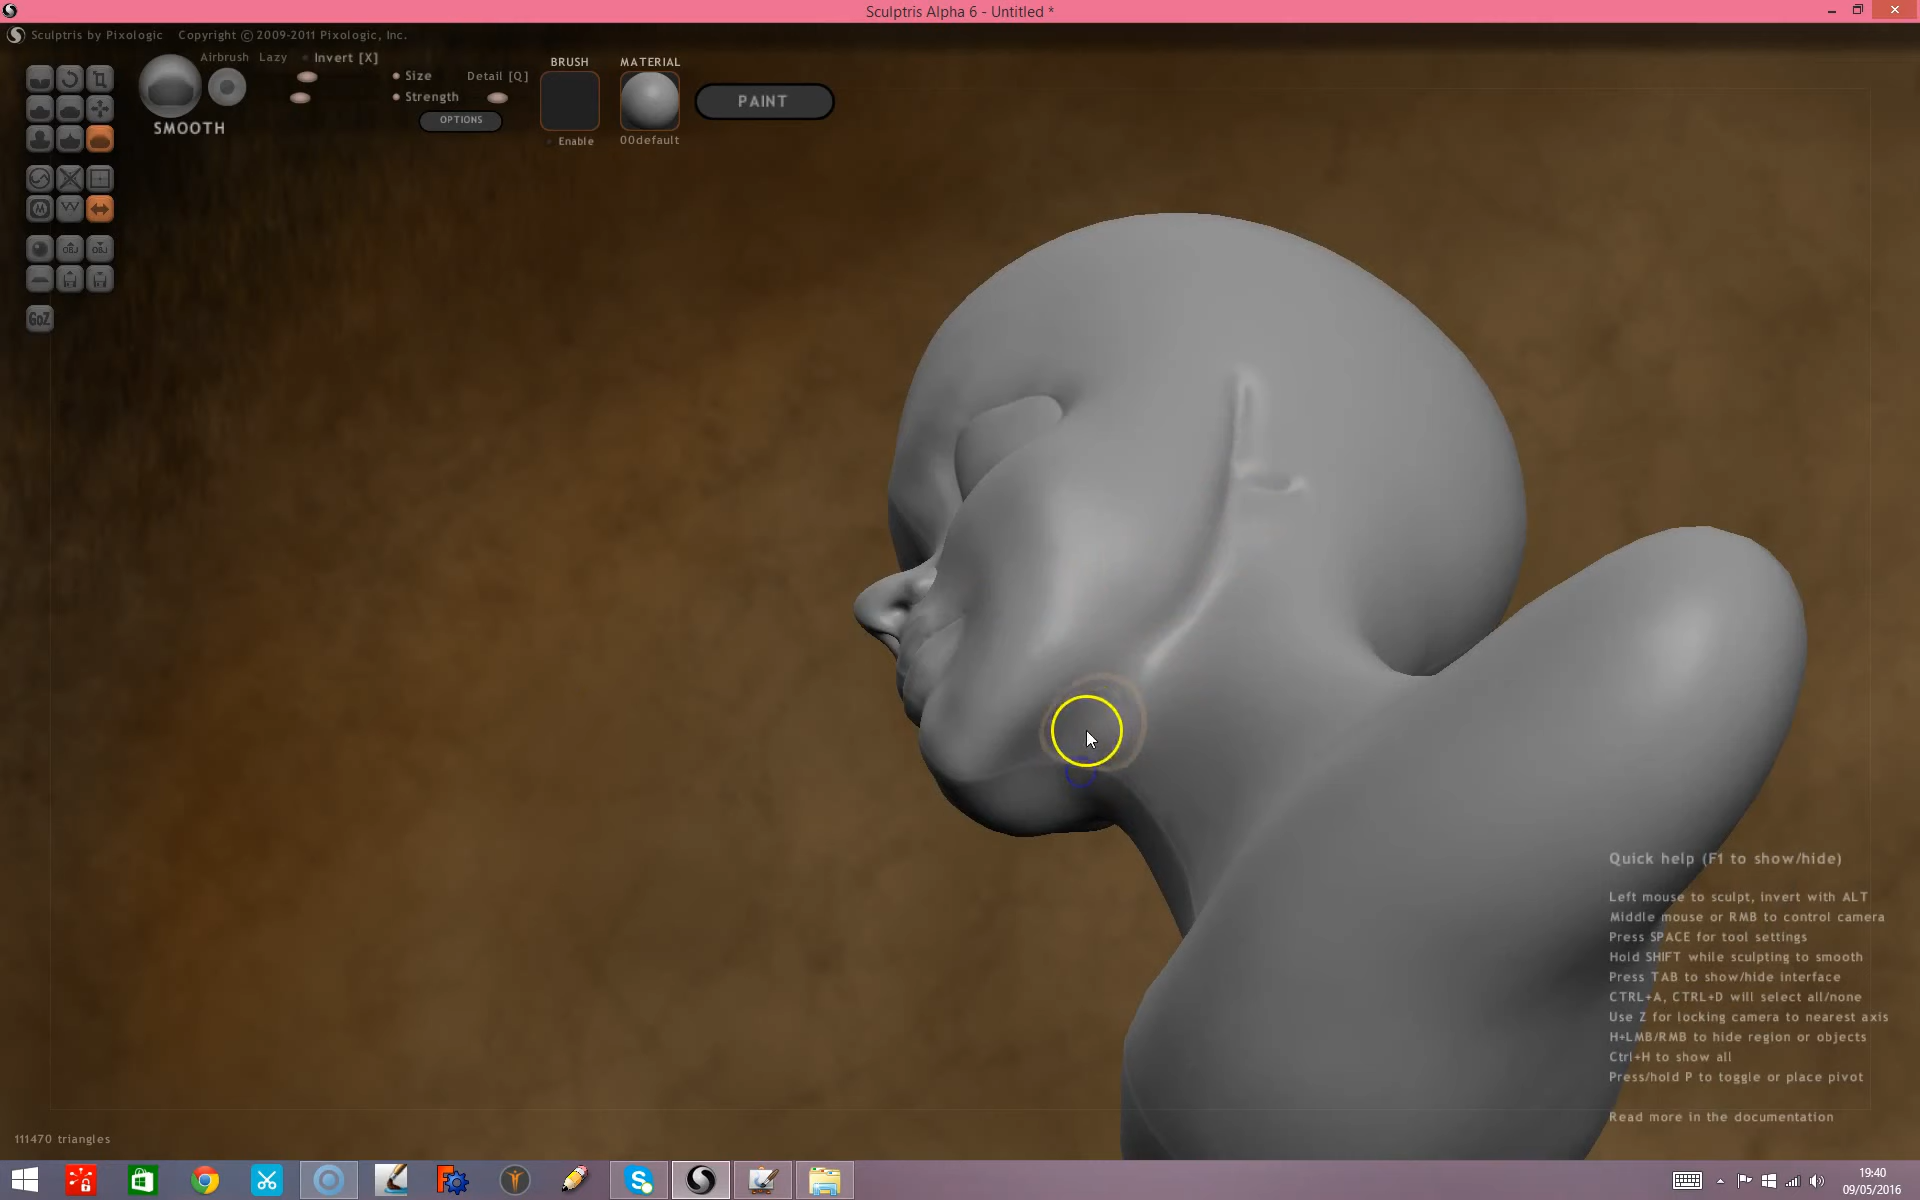 Sculptris Alpha 6 - Untitled *
Sculptris by Pixologic Copyright © 2009-2011 Pixologic, Inc.
Airbrush Lazy Invert [X]
Size Detail [Q]
Strength
OPTIONS
SMOOTH
BRUSH
Enable
MATERIAL
00default
PAINT
OBJ OBJ
GoZ
Quick help (F1 to show/hide)
Left mouse to sculpt, invert with ALT
Middle mouse or RMB to control camera
Press SPACE for tool settings
Hold SHIFT while sculpting to smooth
Press TAB to show/hide interface
CTRL+A, CTRL+D will select all/none
Use Z for locking camera to nearest axis
H+LMB/RMB to hide region or objects
Ctrl+H to show all
Press/hold P to toggle or place pivot
Read more in the documentation
111470 triangles
19:40
09/05/2016